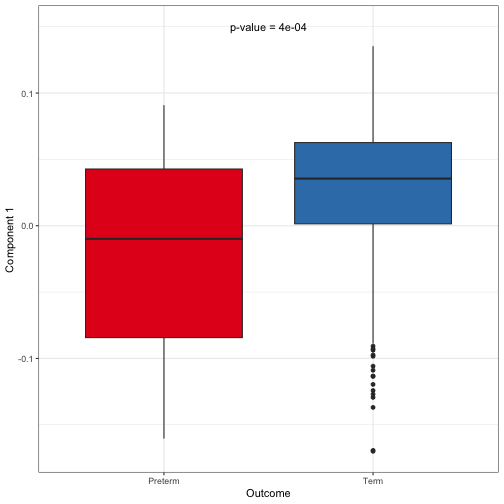 p-value = 4e-04
0.1
0.0
-0.1
Component 1
Preterm Term
Outcome